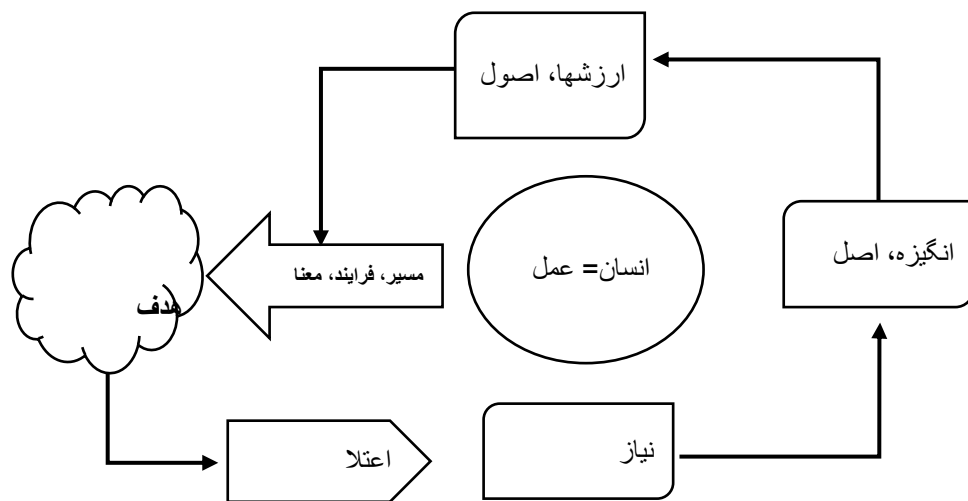 ارزشها، اصول
انگیزه، اصل
انسان= عمل
مسیر، فرایند، معنا
هدف
نیاز
اعتلا